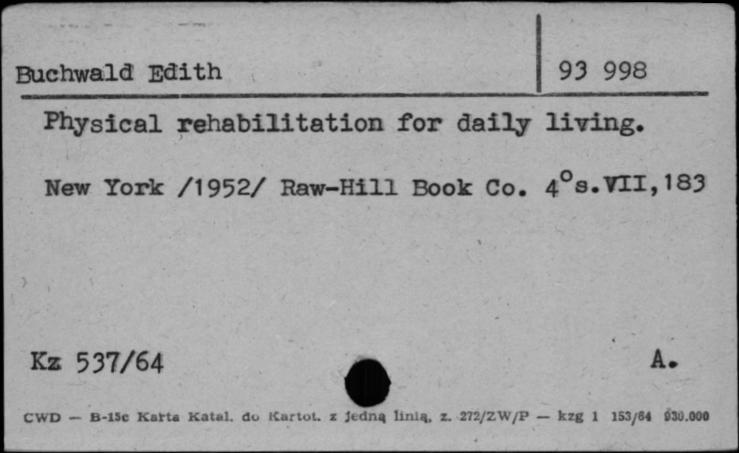 Buchwald Edith 93 998
Physical rehabilitation for daily living.
New York /1952/ Raw-Hill Book Co. 4° s.VII,183
Kz 537/64 A.
CWD — B-15c Karta Katal. do Kartot. z jedną linią, z. 272/ZW/P — kzg 1 153/64 930.000